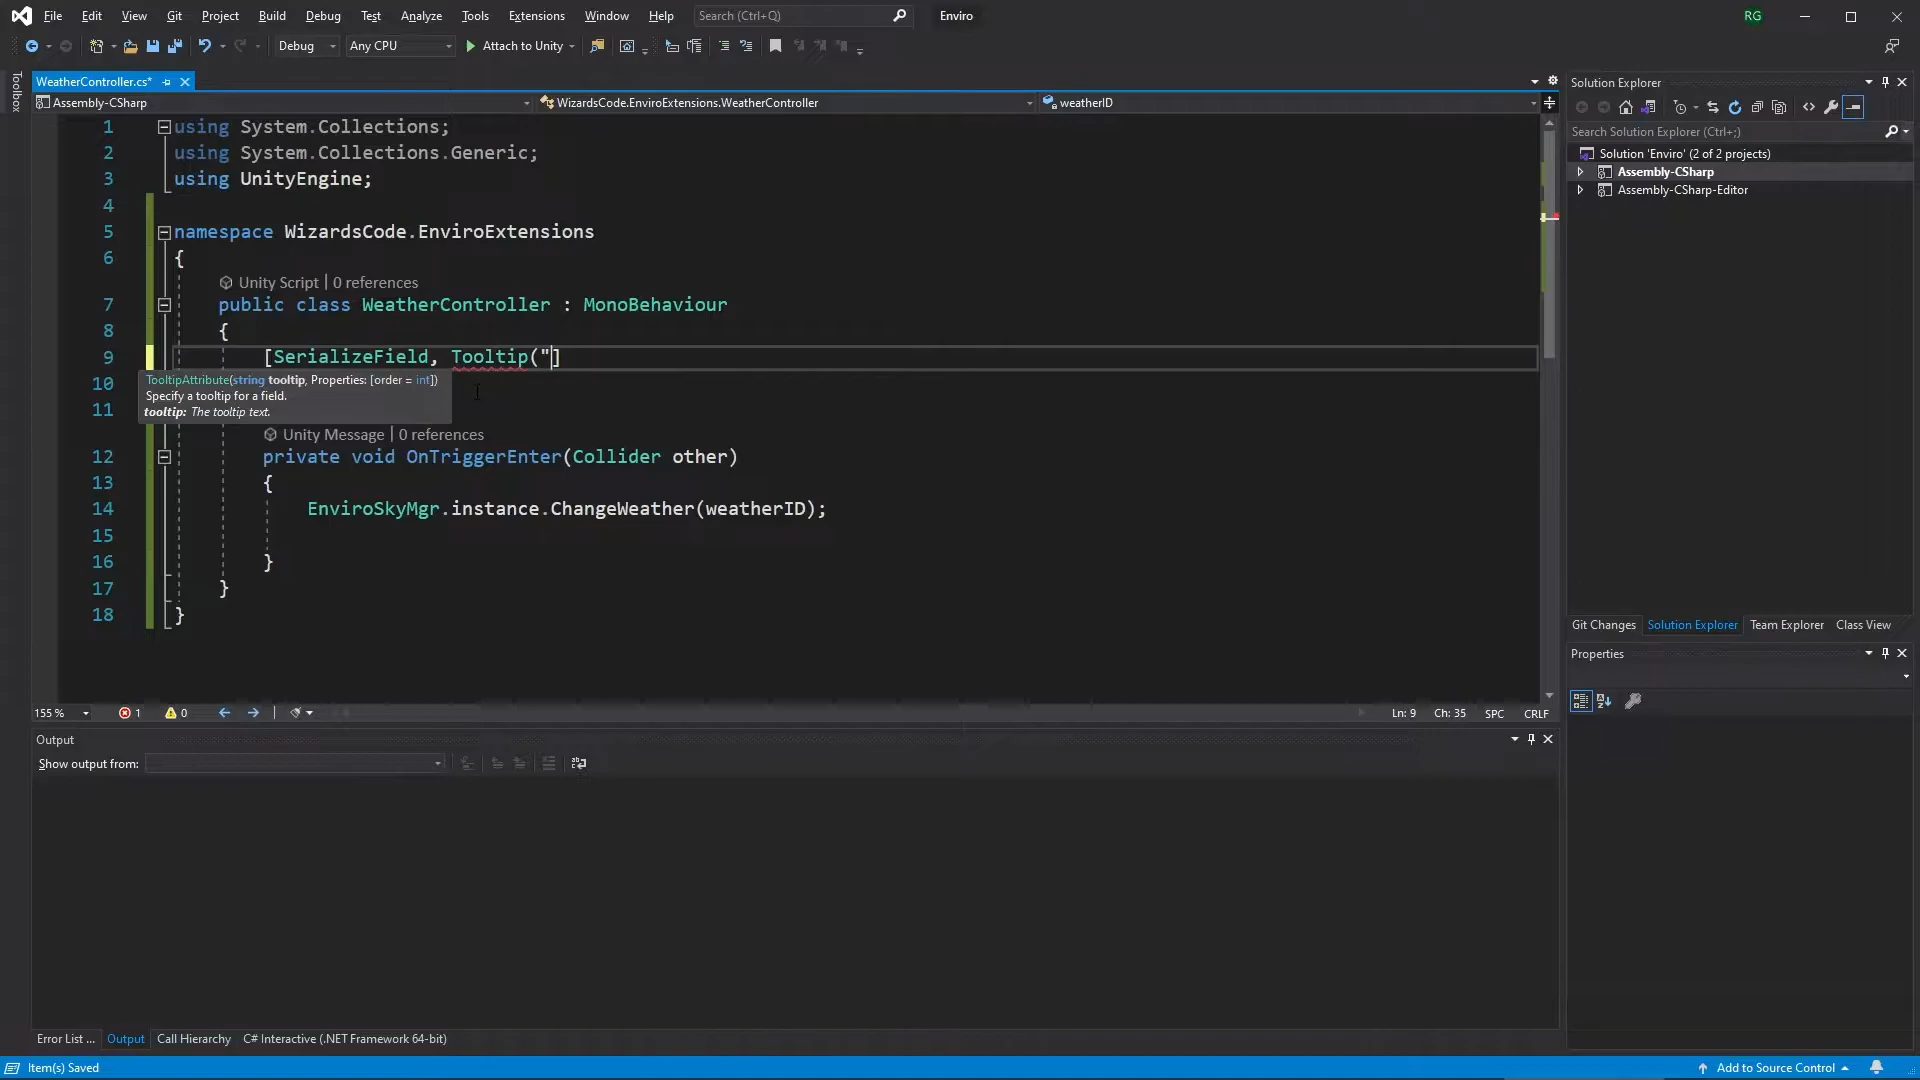 File Edit View Git Project Build Debug Test Analyze Tools Extensions Window Help Search (Ctrl+Q) Enviro RG
Debug Any CPU Attach to Unity
Toolbox
WeatherController.cs*
Assembly-CSharp WizardsCode.EnviroExtensions.WeatherController weatherID
1 using System.Collections;
2 using System.Collections.Generic;
3 using UnityEngine;
4
5 namespace WizardsCode.EnviroExtensions
6 {
Unity Script | 0 references
7 public class WeatherController : MonoBehaviour
8 {
9 [SerializeField, Tooltip("]
10
11
TooltipAttribute(string tooltip, Properties: [order = int])
Specify a tooltip for a field.
tooltip: The tooltip text.
Unity Message | 0 references
12 private void OnTriggerEnter(Collider other)
13 {
14 EnviroSkyMgr.instance.ChangeWeather(weatherID);
15
16 }
17 }
18 }
155 % 1 0 Ln: 9 Ch: 35 SPC CRLF
Output
Show output from:
Error List ... Output Call Hierarchy C# Interactive (.NET Framework 64-bit)
Item(s) Saved Add to Source Control
Solution Explorer
Search Solution Explorer (Ctrl+;)
Solution 'Enviro' (2 of 2 projects)
Assembly-CSharp
Assembly-CSharp-Editor
Git Changes Solution Explorer Team Explorer Class View
Properties